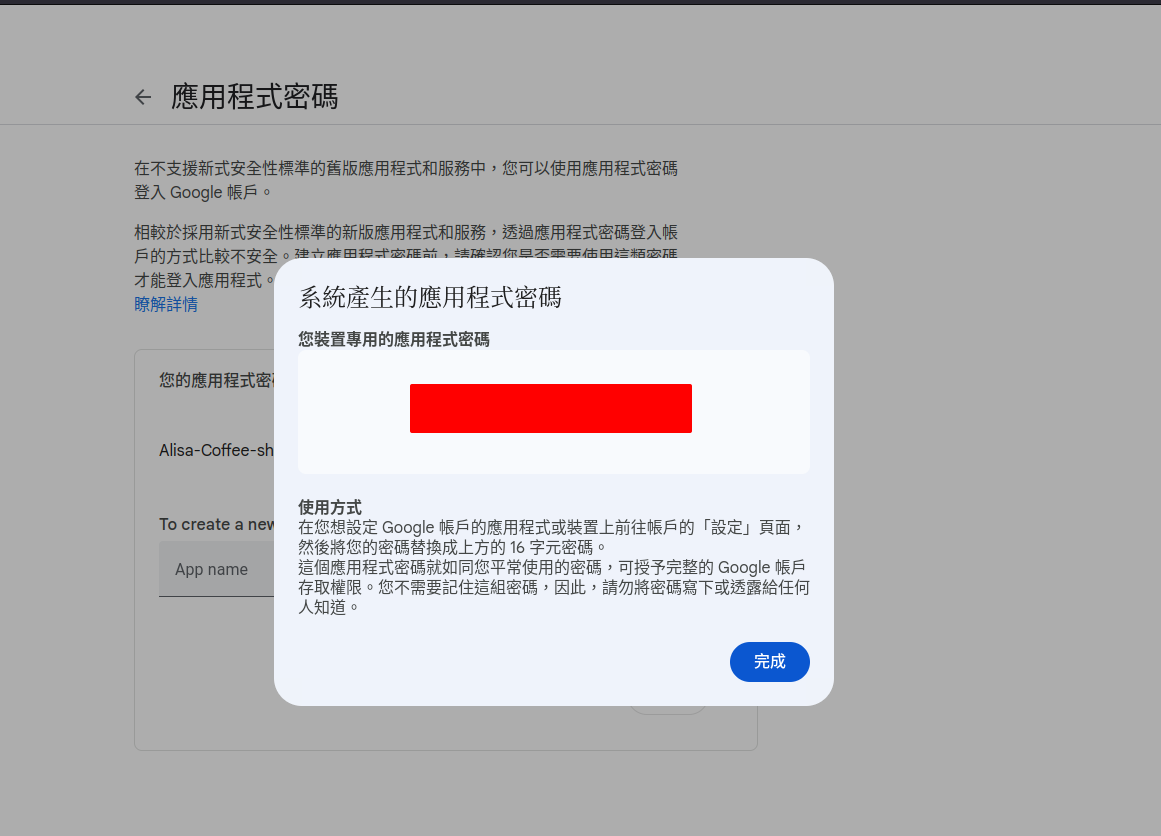 應用程式密碼
在不支援新式安全性標準的舊版應用程式和服務中，您可以使用應用程式密碼
登入 Google 帳戶。
相較於採用新式安全性標準的新版應用程式和服務，透過應用程式密碼登入帳
戶的方式比較不安全。建立應用程式密碼前，請確認您是否需要使用這類密碼
才能登入應用程式。
瞭解詳情
您的應用程式密
Alisa-Coffee-sh
To create a new
App name
系統產生的應用程式密碼
您裝置專用的應用程式密碼
使用方式
在您想設定 Google 帳戶的應用程式或裝置上前往帳戶的「設定」頁面，
然後將您的密碼替換成上方的 16 字元密碼。
這個應用程式密碼就如同您平常使用的密碼，可授予完整的 Google 帳戶
存取權限。您不需要記住這組密碼，因此，請勿將密碼寫下或透露給任何
人知道。
完成